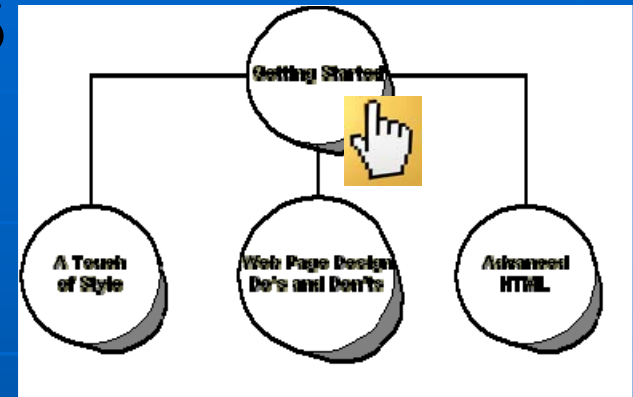 Getting Started
A Touch
of Style
Web Page Design
Do's and Don'ts
Advanced
HTML